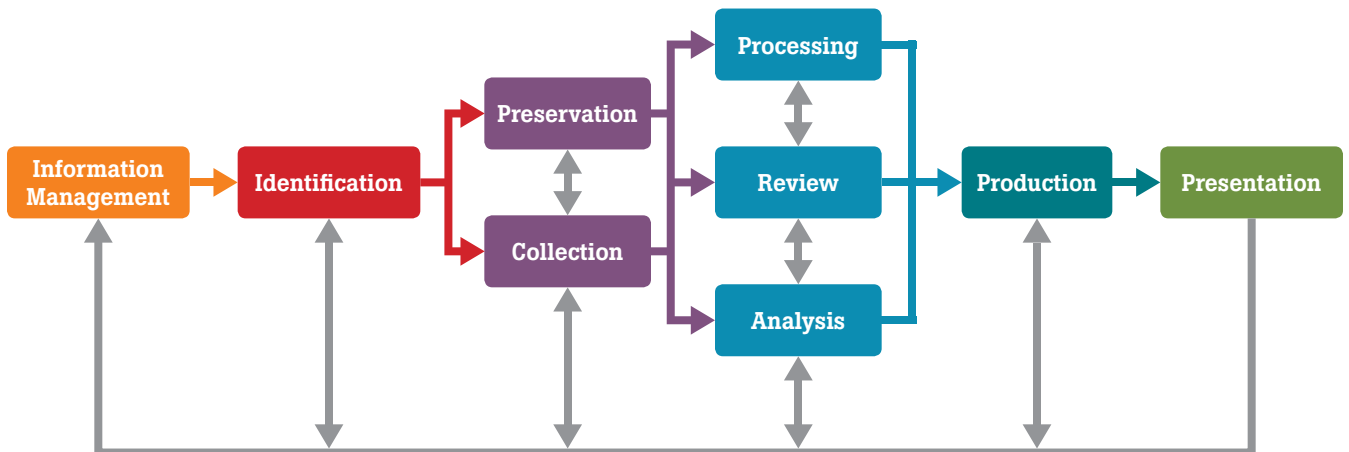 Information
Management
Identification
Preservation
Collection
Processing
Review
Analysis
Production
Presentation